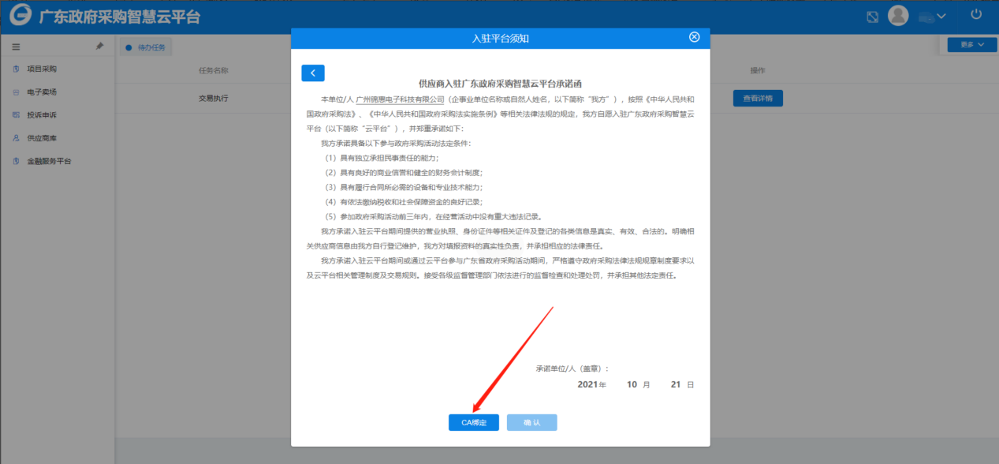 广东政府采购智慧云平台
入驻平台须知
项目采购
电子卖场
投诉申诉
供应商库
金融服务平台
待办任务
更多
任务名称
操作
交易执行
查看详情
供应商入驻广东政府采购智慧云平台承诺函
本单位/人 广州锦惠电子科技有限公司（企事业单位名称或自然人姓名，以下简称“我方”），按照《中华人民共和
国政府采购法》、《中华人民共和国政府采购法实施条例》等相关法律法规的规定，我方自愿入驻广东政府采购智慧云
平台（以下简称“云平台”），并郑重承诺如下：
我方承诺具备以下参与政府采购活动法定条件：
（1）具有独立承担民事责任的能力；
（2）具有良好的商业信誉和健全的财务会计制度；
（3）具有履行合同所必需的设备和专业技术能力；
（4）有依法缴纳税收和社会保障资金的良好记录；
（5）参加政府采购活动前三年内，在经营活动中没有重大违法记录。
我方承诺入驻云平台期间提供的营业执照、身份证件等相关证件及登记的各类信息是真实、有效、合法的。明确相
关供应商信息由我方自行登记维护，我方对填报资料的真实性负责，并承担相应的法律责任。
我方承诺入驻云平台期间或通过云平台参与广东省政府采购活动期间，严格遵守政府采购法律法规规章制度要求以
及云平台相关管理制度及交易规则。接受各级监督管理部门依法进行的监督检查和处理处罚，并承担其他法定责任。
承诺单位/人（盖章）：
2021年 10 月 21 日
CA绑定
确 认